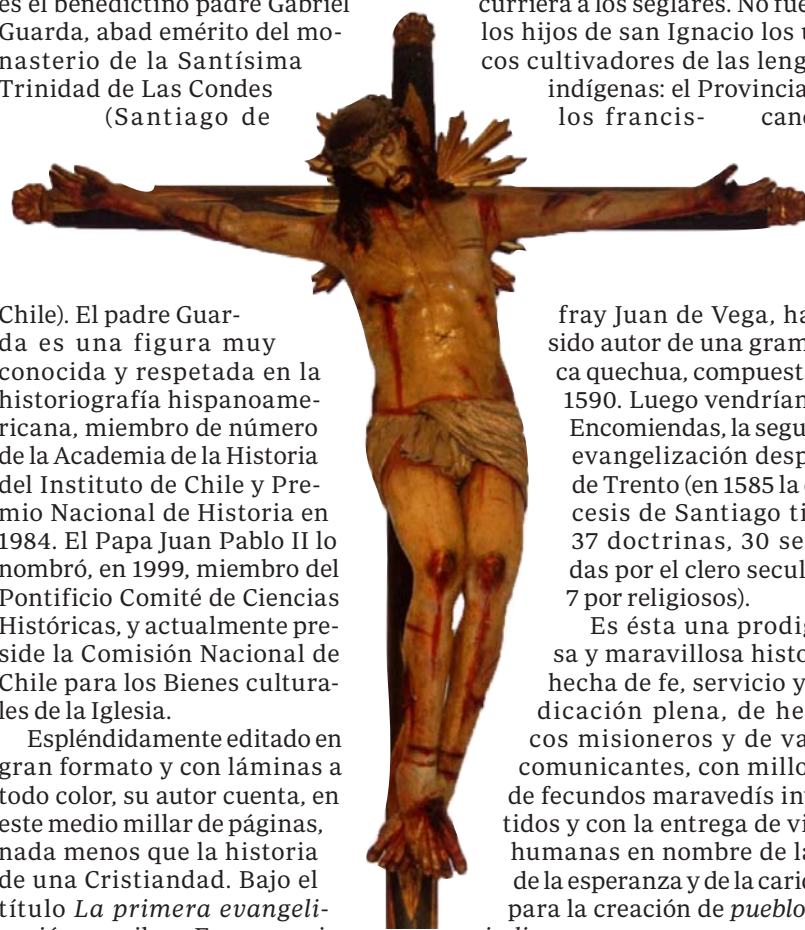 es el benedictino padre Gabriel
Guarda, abad emérito del mo-
nasterio de la Santísima
Trinidad de Las Condes
(Santiago de
Chile). El padre Guar-
da es una figura muy
conocida y respetada en la
historiografía hispanoame-
ricana, miembro de número
de la Academia de la Historia
del Instituto de Chile y Pre-
mio Nacional de Historia en
1984. El Papa Juan Pablo II lo
nombró, en 1999, miembro del
Pontificio Comité de Ciencias
Históricas, y actualmente pre-
side la Comisión Nacional de
Chile para los Bienes cultura-
les de la Iglesia.
Espléndidamente editado en
gran formato y con láminas a
todo color, su autor cuenta, en
este medio millar de páginas,
nada menos que la historia
de una Cristiandad. Bajo el
título La primera evangeli-
curriera a los seglares. No fue
los hijos de san Ignacio los
cos cultivadores de las leng
indígenas: el Provincia
los francis- can
fray Juan de Vega, ha
sido autor de una gram
ca quechua, compuest
1590. Luego vendrían
Encomiendas, la segu
evangelización desp
de Trento (en 1585 la
cesis de Santiago ti
37 doctrinas, 30 se
das por el clero secul
7 por religiosos).
Es ésta una prodig
sa y maravillosa histo
hecha de fe, servicio y
dicación plena, de he
cos misioneros y de va
comunicantes, con millo
de fecundos maravedís in
tidos y con la entrega de vi
humanas en nombre de la
de la esperanza y de la cari
para la creación de pueblo